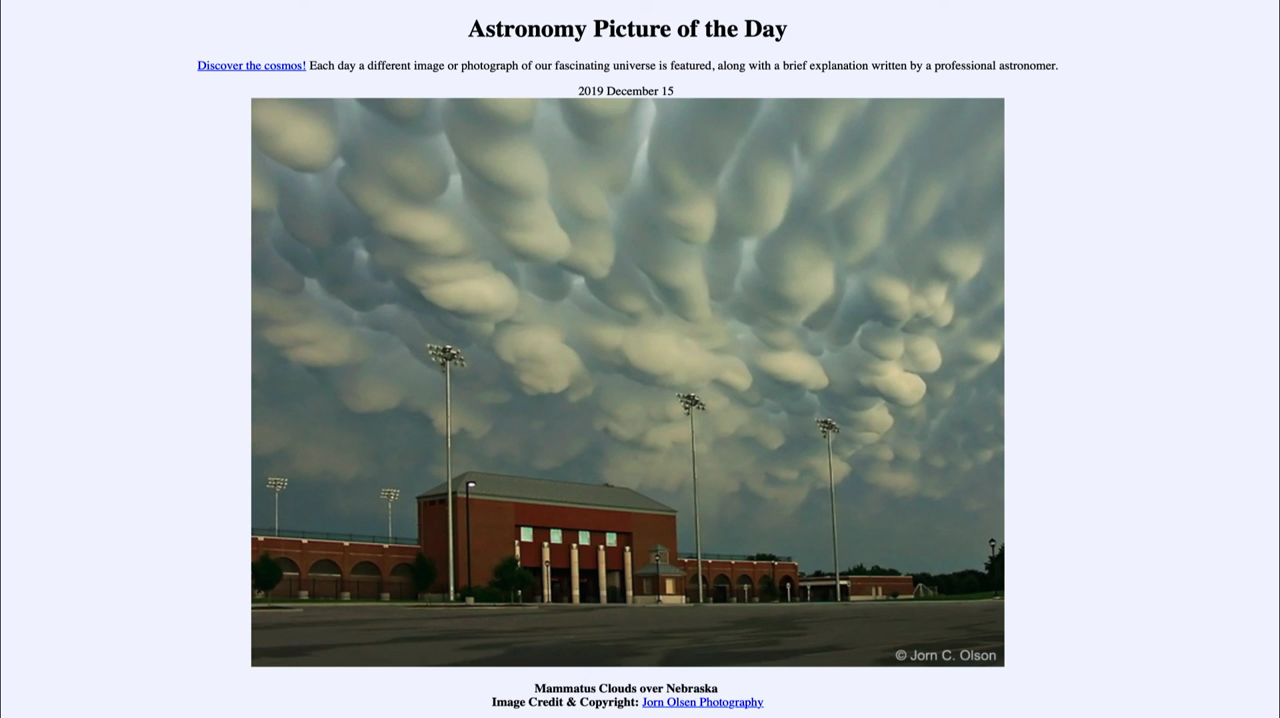 Astronomy Picture of the Day
Discover the cosmos! Each day a different image or photograph of our fascinating universe is featured, along with a brief explanation written by a professional astronomer.
2019 December 15
© Jorn C. Olson
Mammatus Clouds over Nebraska
Image Credit & Copyright: Jorn Olsen Photography